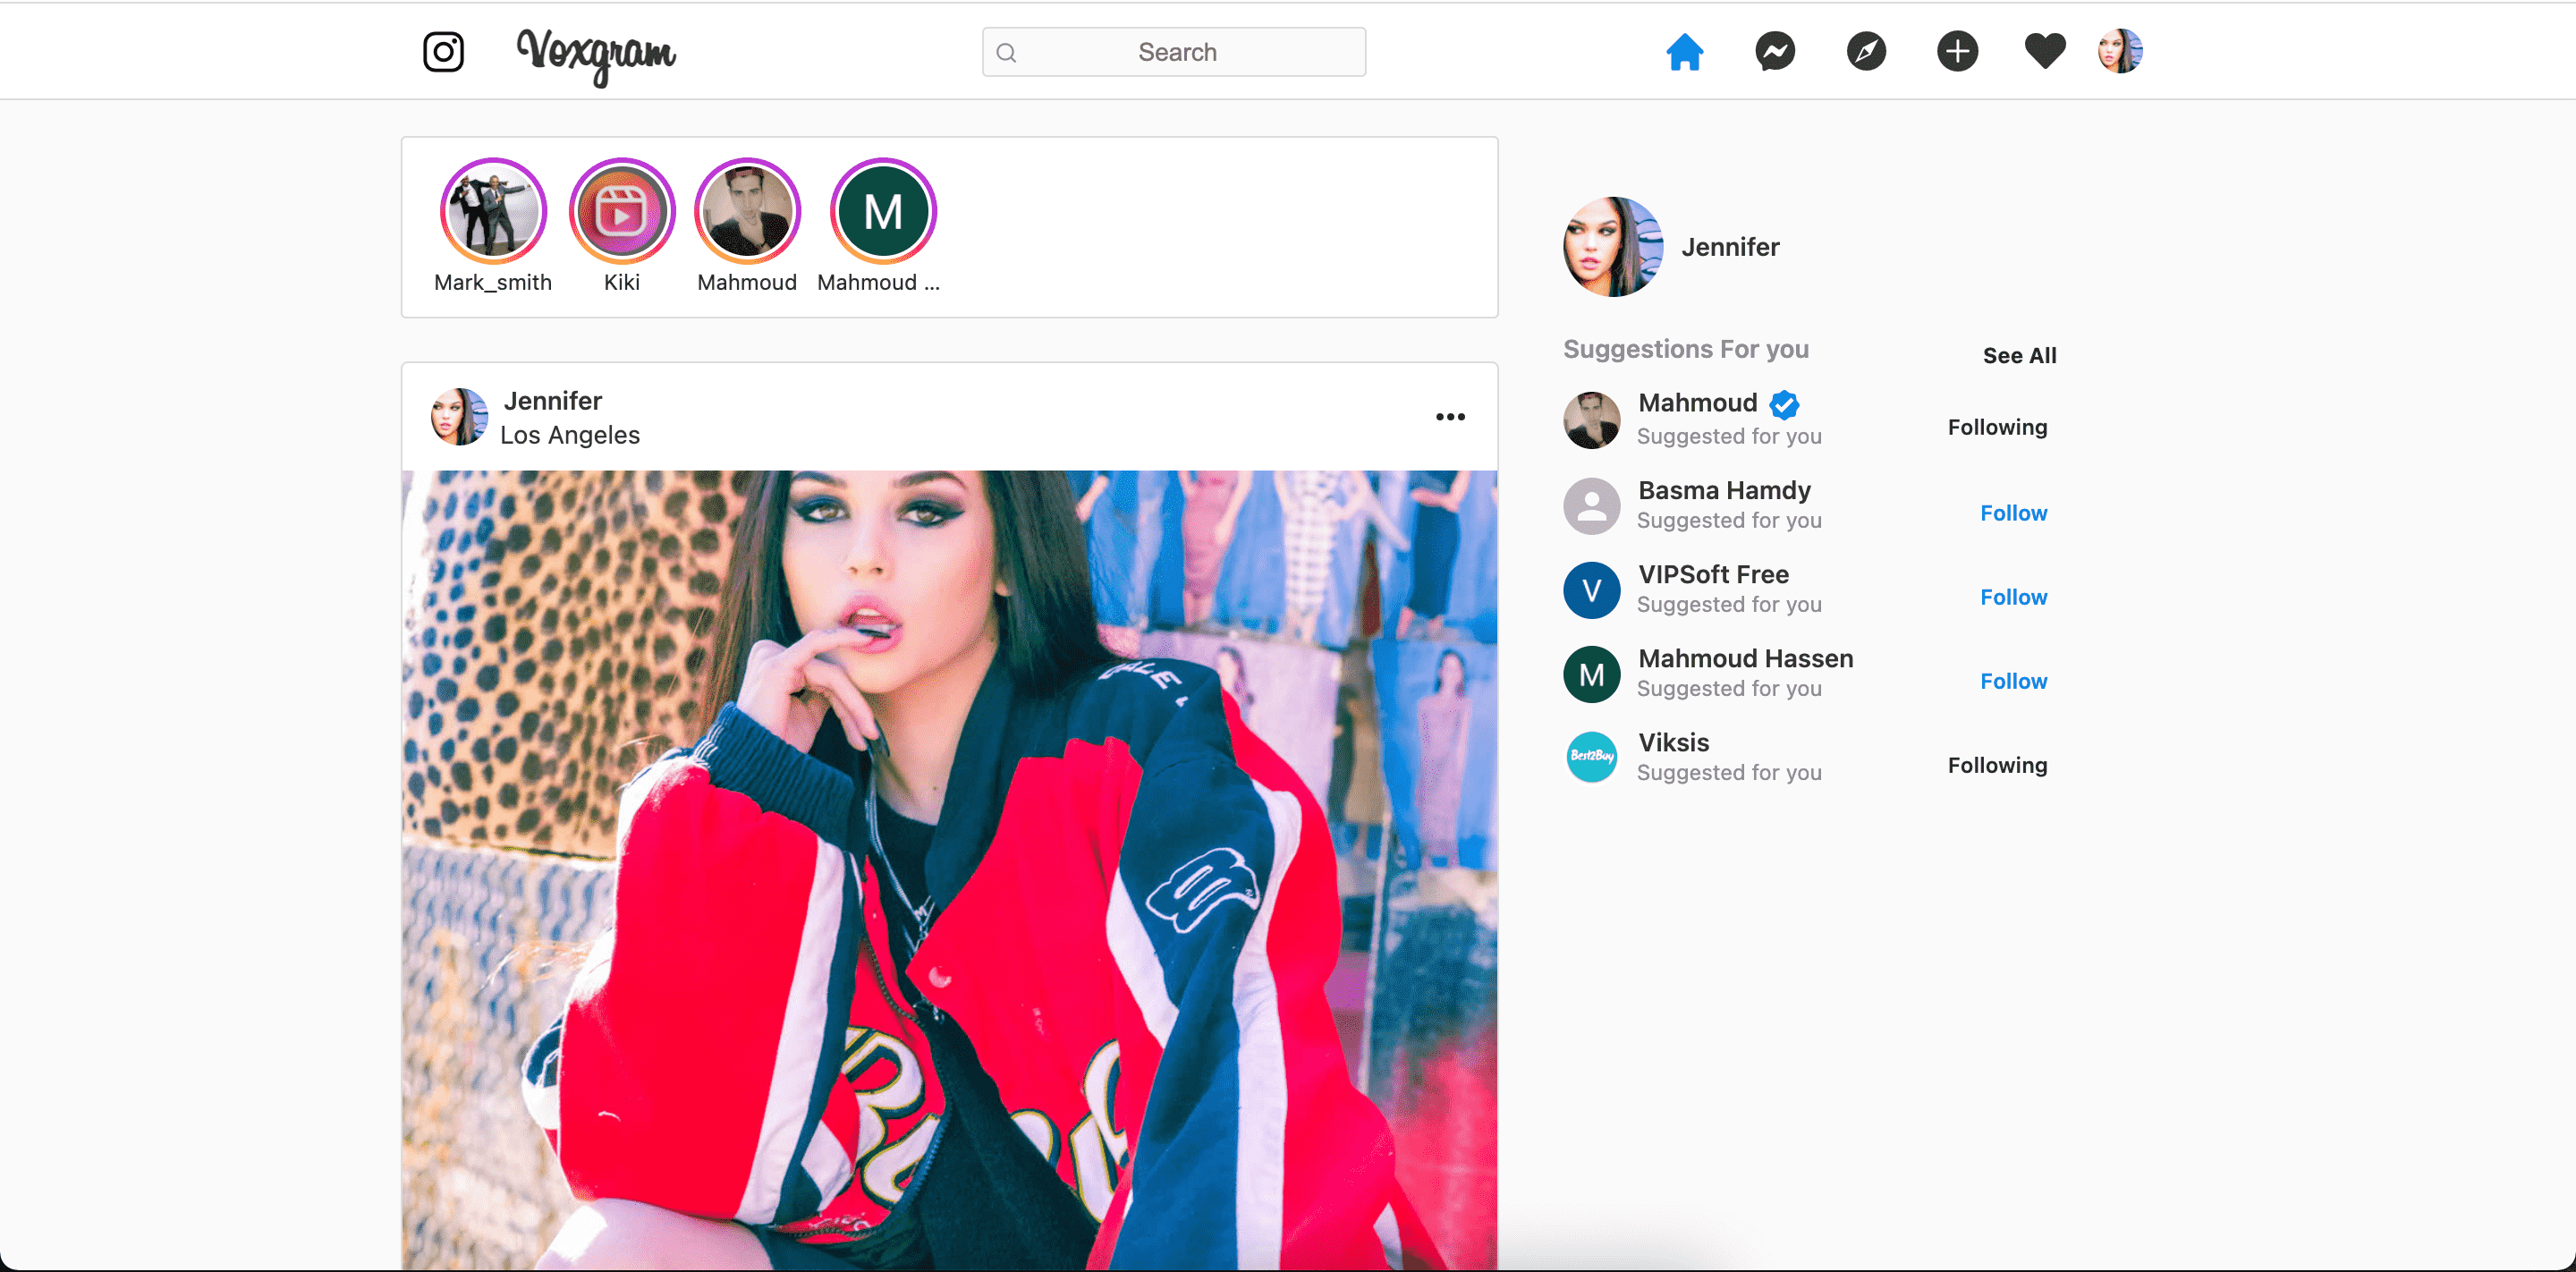 Voxgram
Search
M
Mark_smith
Kiki
Mahmoud
Mahmoud ...
Jennifer
Jennifer
Los Angeles
Suggestions For you
See All
Mahmoud
Suggested for you
Following
Basma Hamdy
Suggested for you
Follow
V
VIPSoft Free
Suggested for you
Follow
M
Mahmoud Hassen
Suggested for you
Follow
Best2Buy
Viksis
Suggested for you
Following